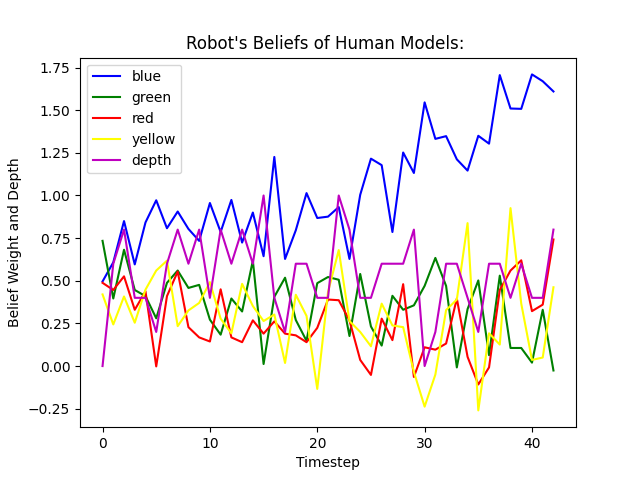 Robot's Beliefs of Human Models:
1.75
1.50
1.25
1.00
0.75
0.50
0.25
0.00
−0.25
Belief Weight and Depth
blue
green
red
yellow
depth
0 10 20 30 40
Timestep